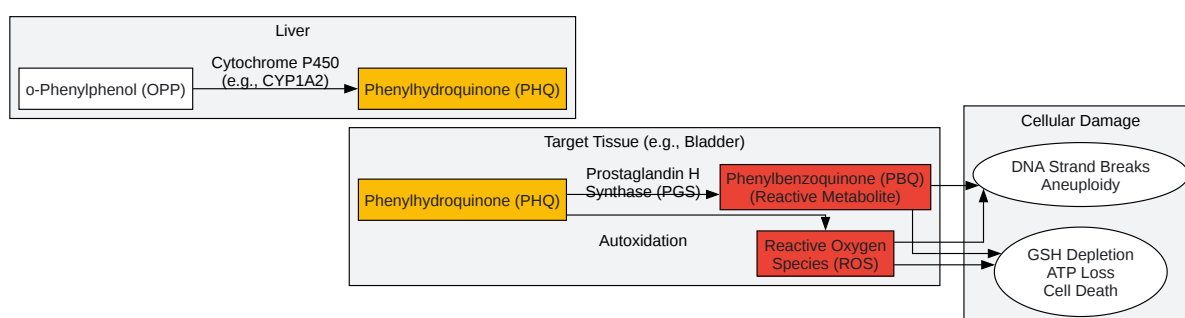 Liver
o-Phenylphenol (OPP)
Cytochrome P450
(e.g., CYP1A2)
Phenylhydroquinone (PHQ)
Target Tissue (e.g., Bladder)
Phenylhydroquinone (PHQ)
Prostaglandin H
Synthase (PGS)
Phenylbenzoquinone (PBQ)
(Reactive Metabolite)
Autoxidation
Reactive Oxygen
Species (ROS)
Cellular Damage
DNA Strand Breaks
Aneuploidy
GSH Depletion
ATP Loss
Cell Death